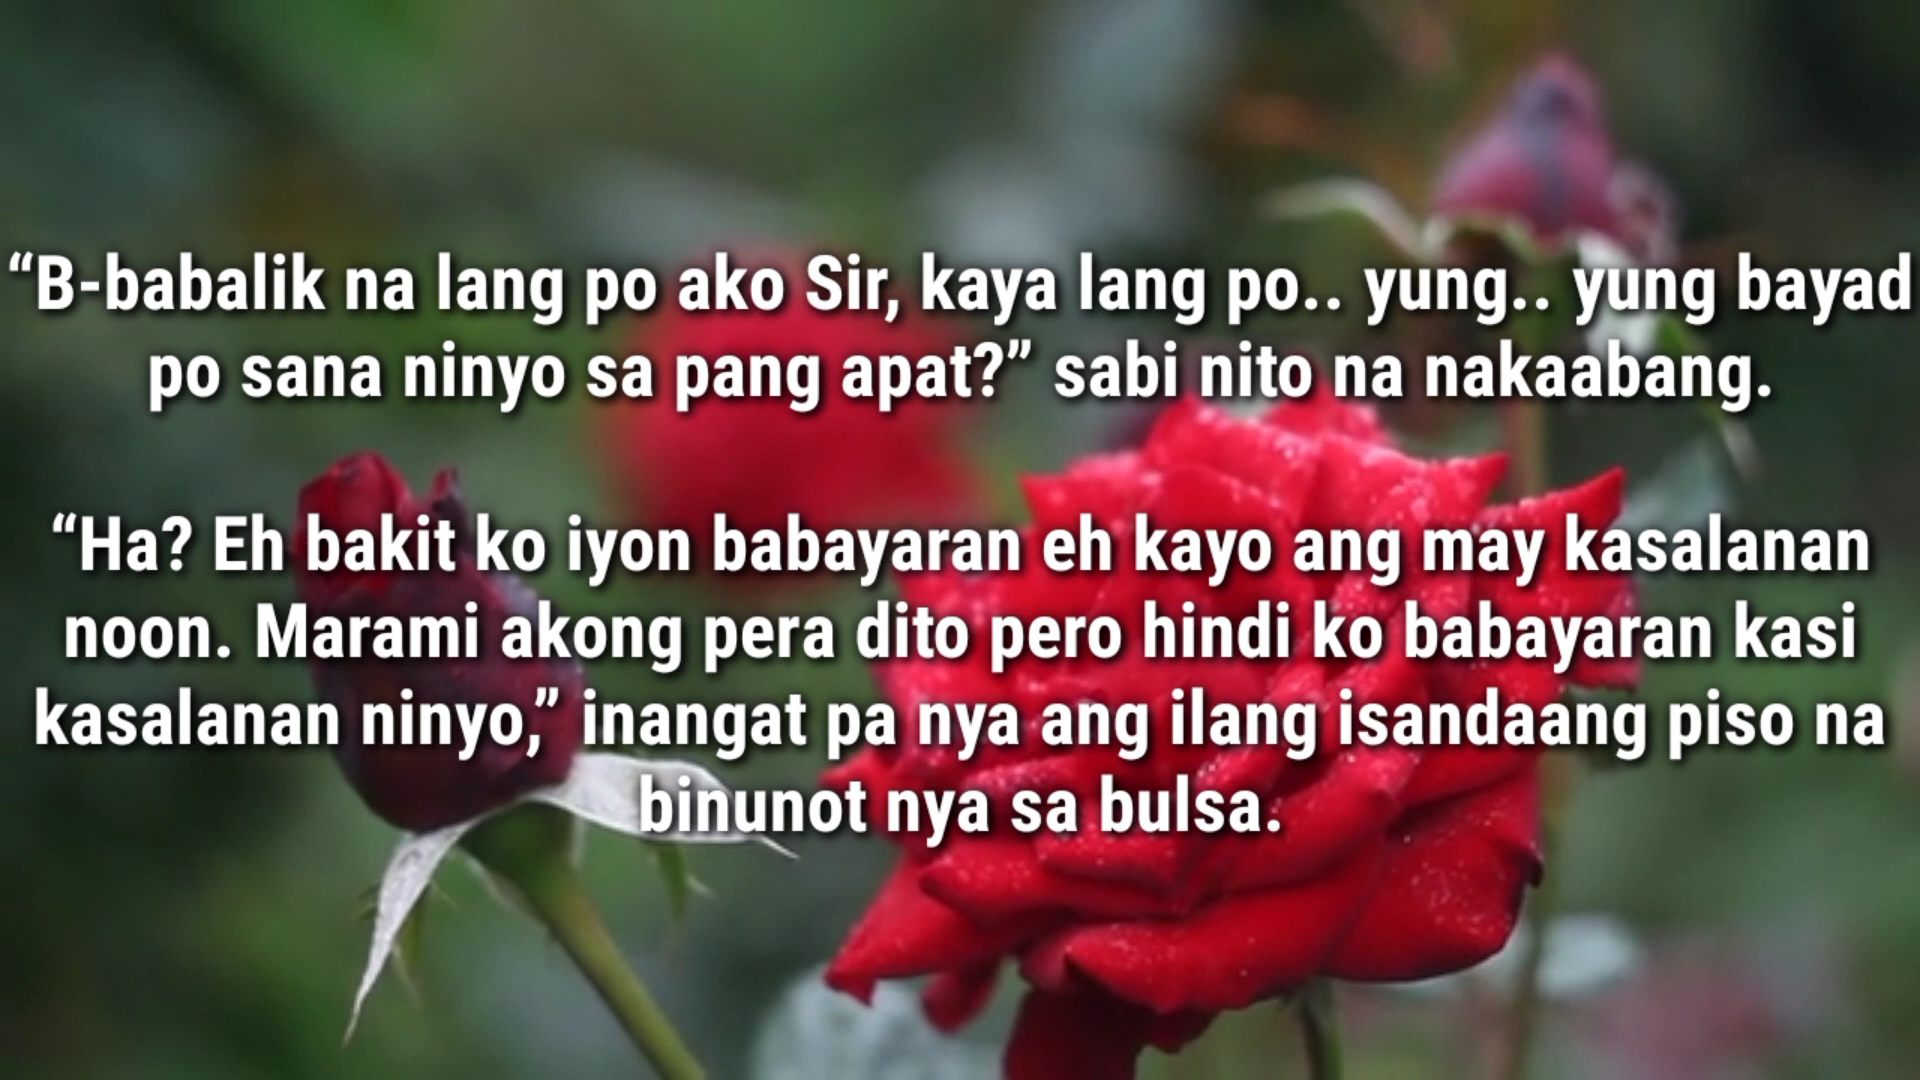 “B-babalik na lang po ako Sir, kaya lang po.. yung.. yung bayad
po sana ninyo sa pang apat?” sabi nito na nakaabang.
“Ha? Eh bakit ko iyon babayaran eh kayo ang may kasalanan
noon. Marami akong pera dito pero hindi ko babayaran kasi
kasalanan ninyo,” inangat pa nya ang ilang isandaang piso na
binunot nya sa bulsa.